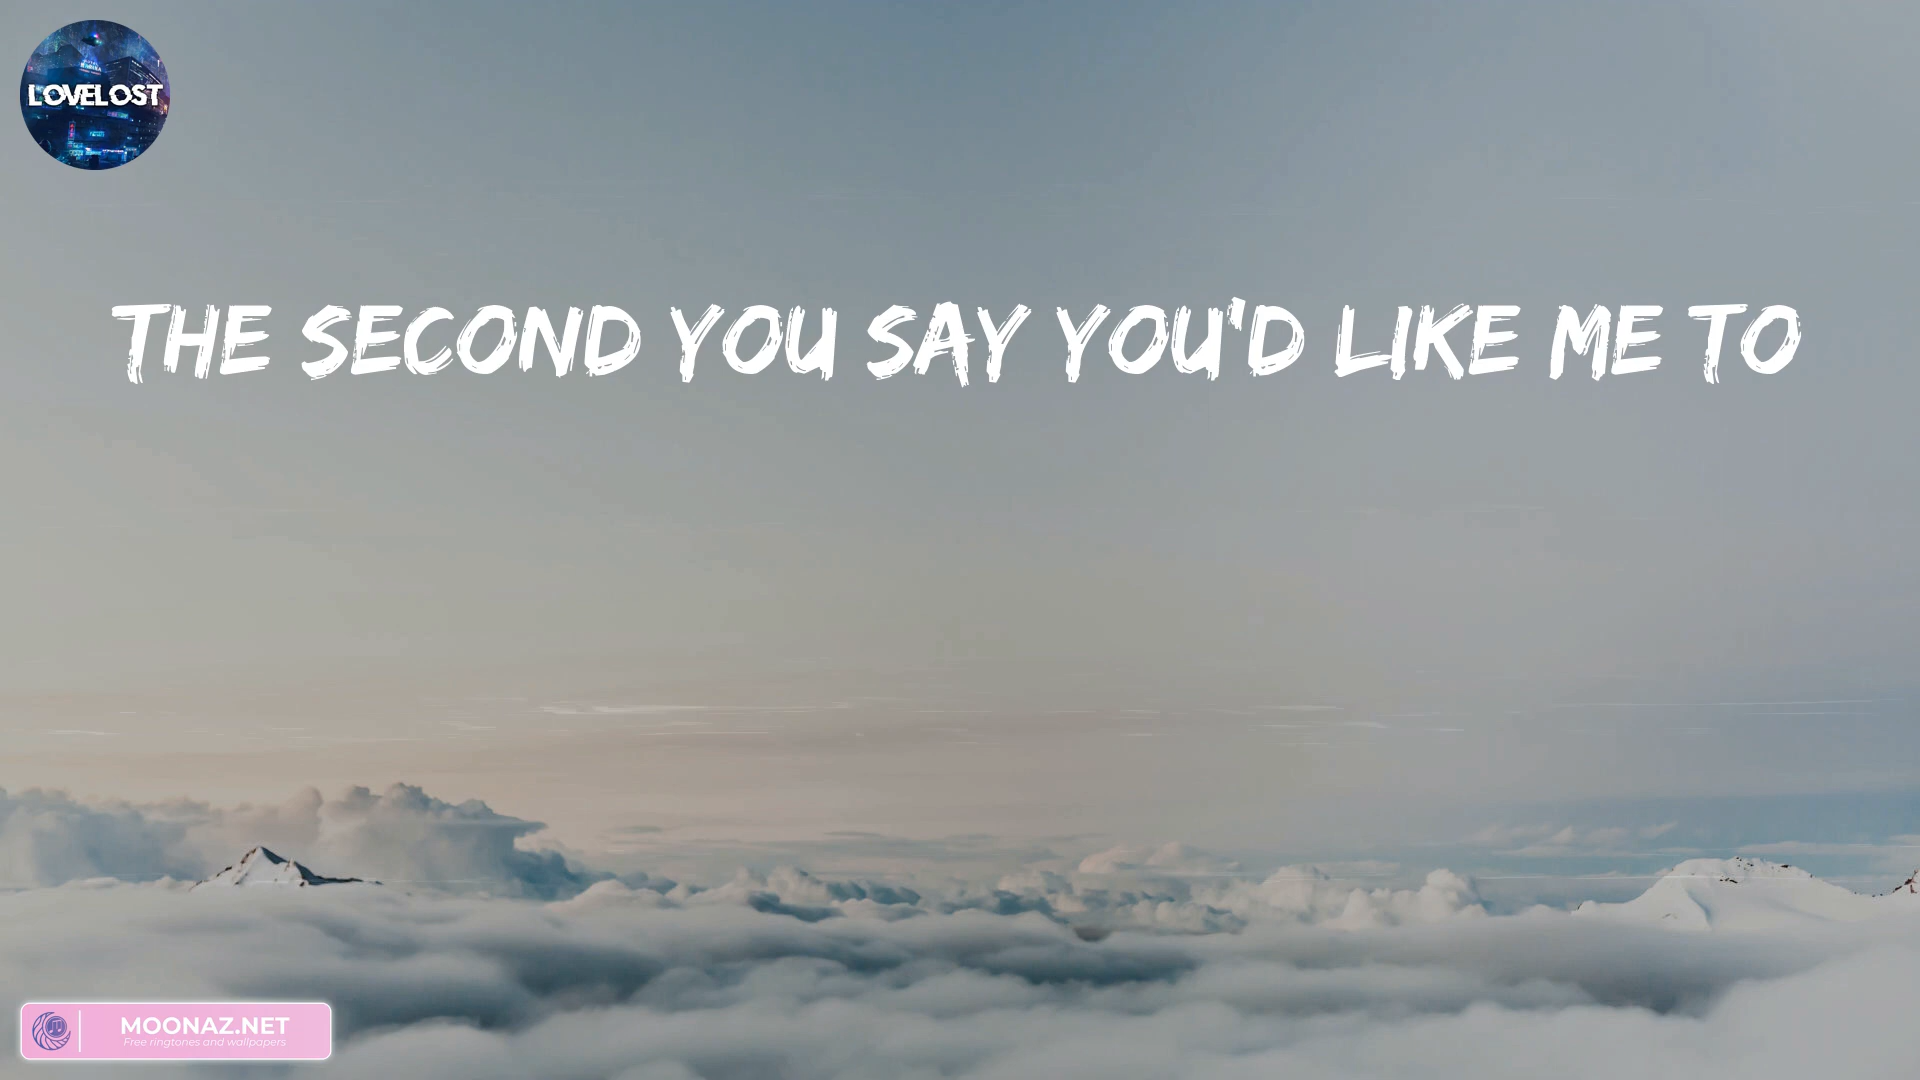 LOVELOST
THE SECOND YOU SAY YOU'D LIKE ME TO
MOONAZ.NET
Free ringtones and wallpapers